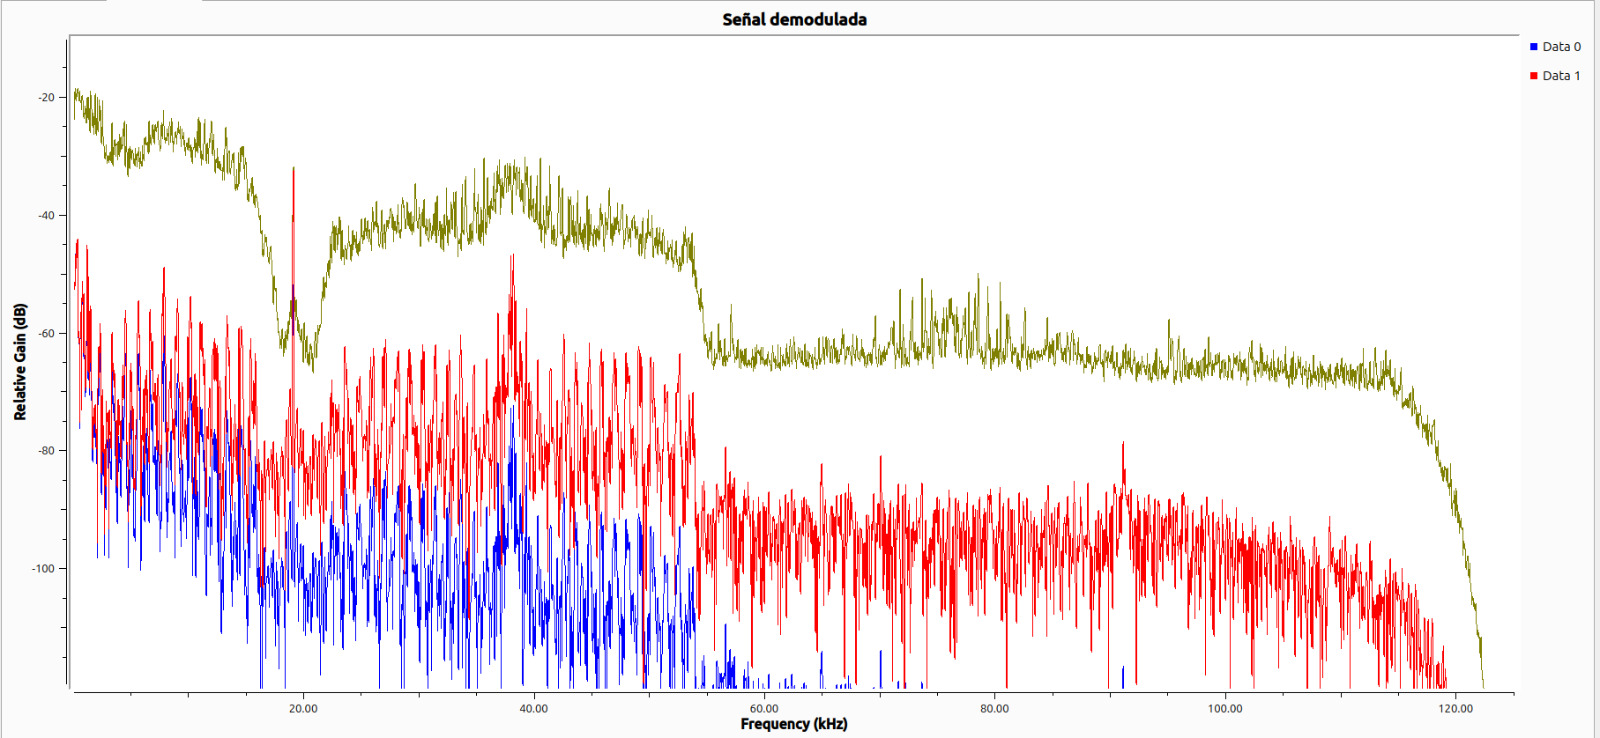 Señal demodulada
Data 0
Data 1
Relative Gain (dB)
-20
-40
-60
-80
-100
20.00 40.00 60.00 80.00 100.00 120.00
Frequency (kHz)